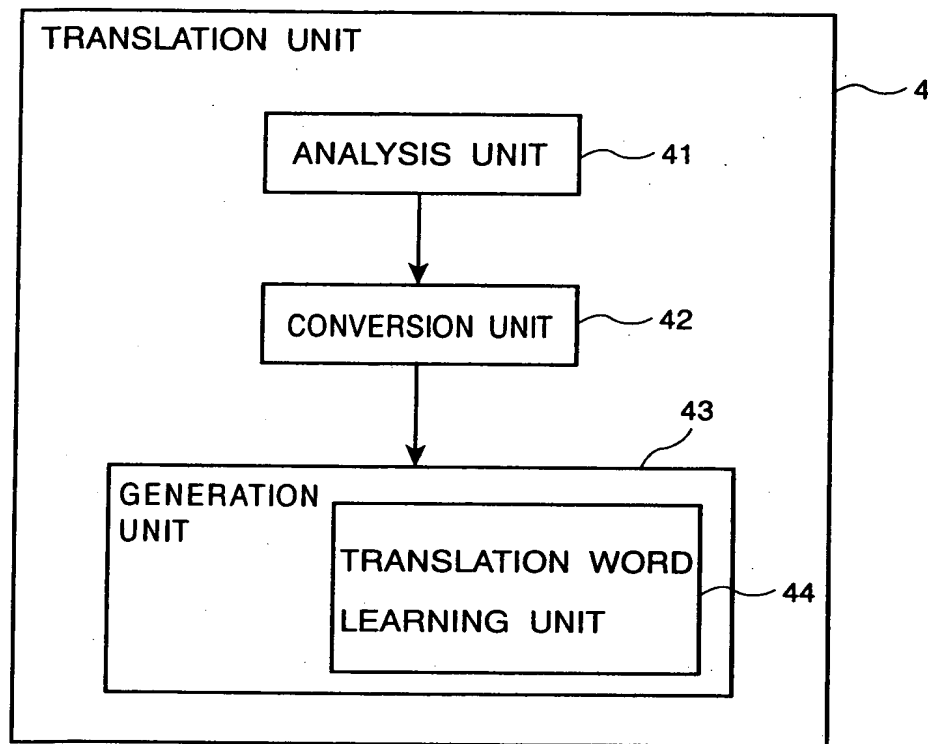 TRANSLATION UNIT
4
ANALYSIS UNIT
41
CONVERSION UNIT
42
43
GENERATION
UNIT
TRANSLATION WORD
LEARNING UNIT
44